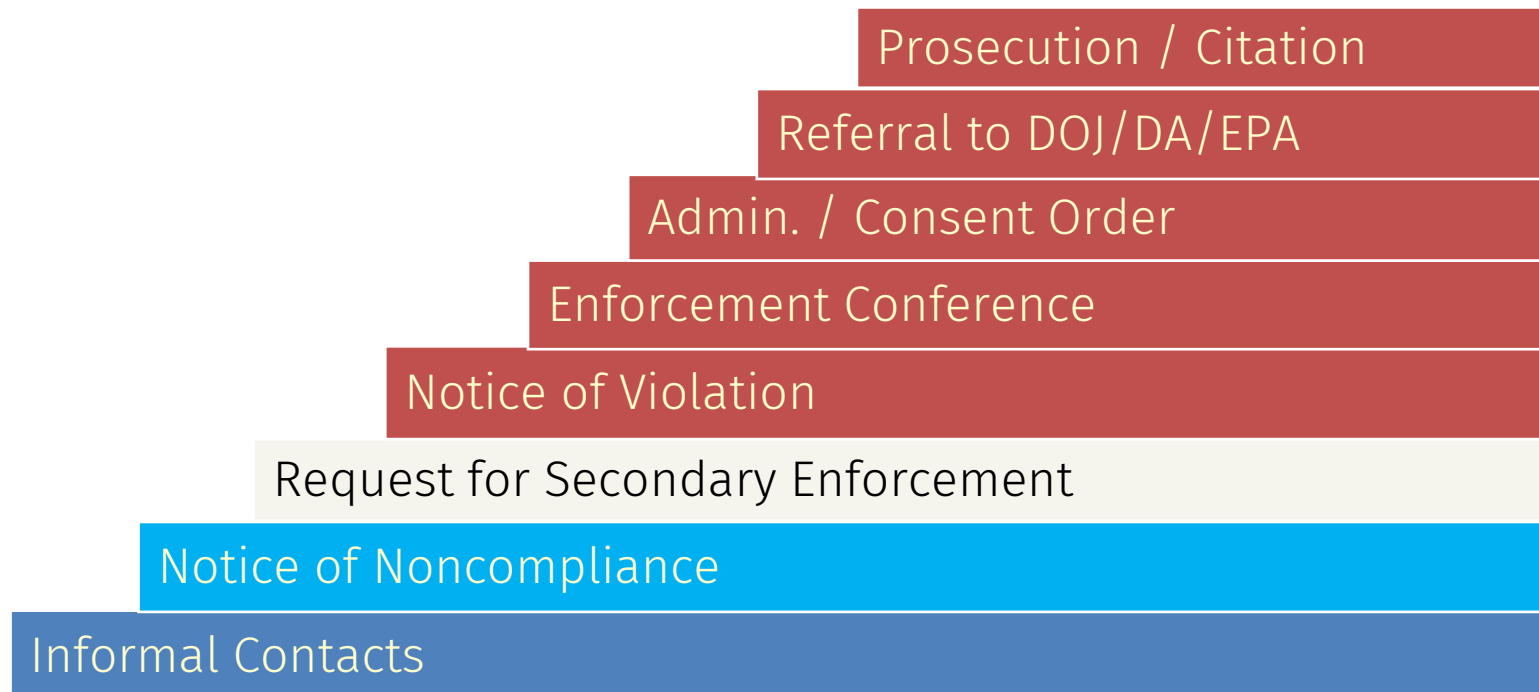 Prosecution / Citation
Referral to DOJ/DA/EPA
Admin. / Consent Order
Enforcement Conference
Notice of Violation
Request for Secondary Enforcement
Notice of Noncompliance
Informal Contacts